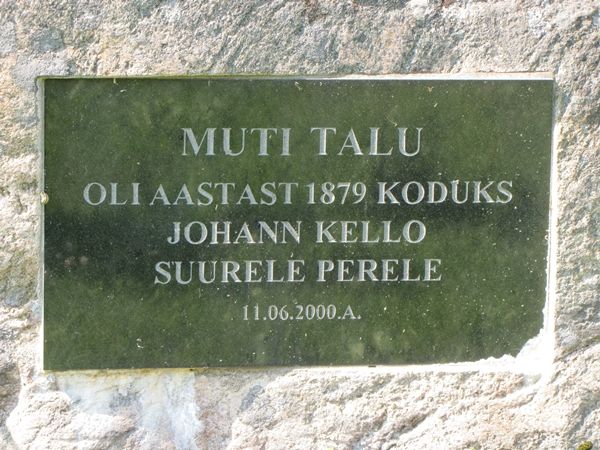 MUTI TALU
OLI AASTAST 1879 KODUKS
JOHANN KELLO
SUURELE PERELE
11.06.2000.A.